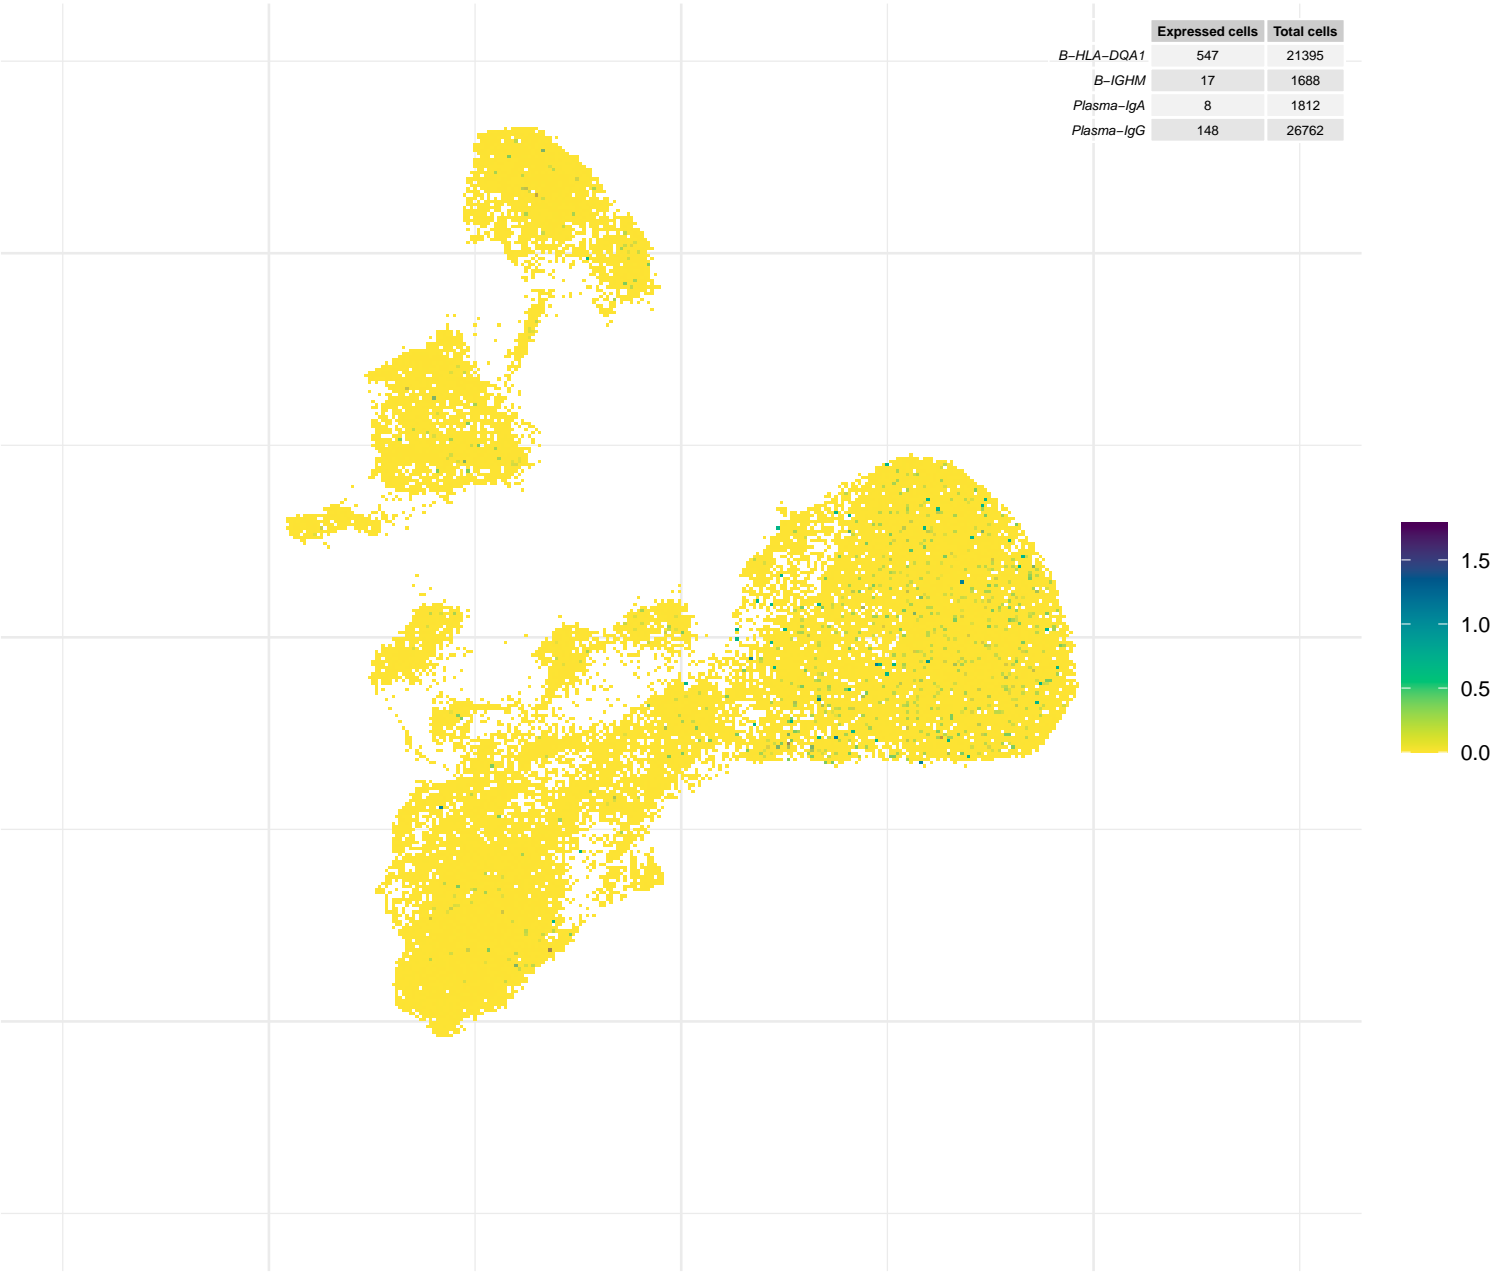 Expressed cells Total cells
B−HLA−DQA1 547 21395
B−IGHM 17 1688
Plasma−IgA 8 1812
Plasma−IgG 148 26762
1.5
1.0
0.5
0.0